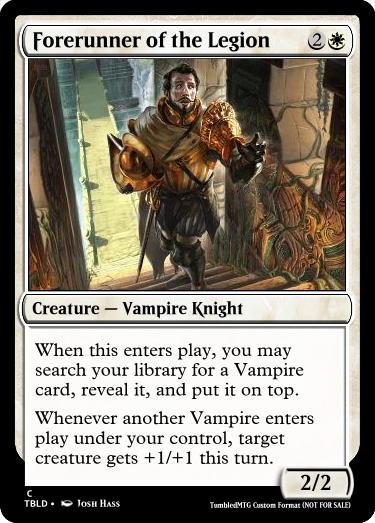 Forerunner of the Legion 2
Creature — Vampire Knight
When this enters play, you may
search your library for a Vampire
card, reveal it, and put it on top.
Whenever another Vampire enters
play under your control, target
creature gets +1/+1 this turn.
2/2
C
TBLD • Josh Hass
TumbledMTG Custom Format (NOT FOR SALE)